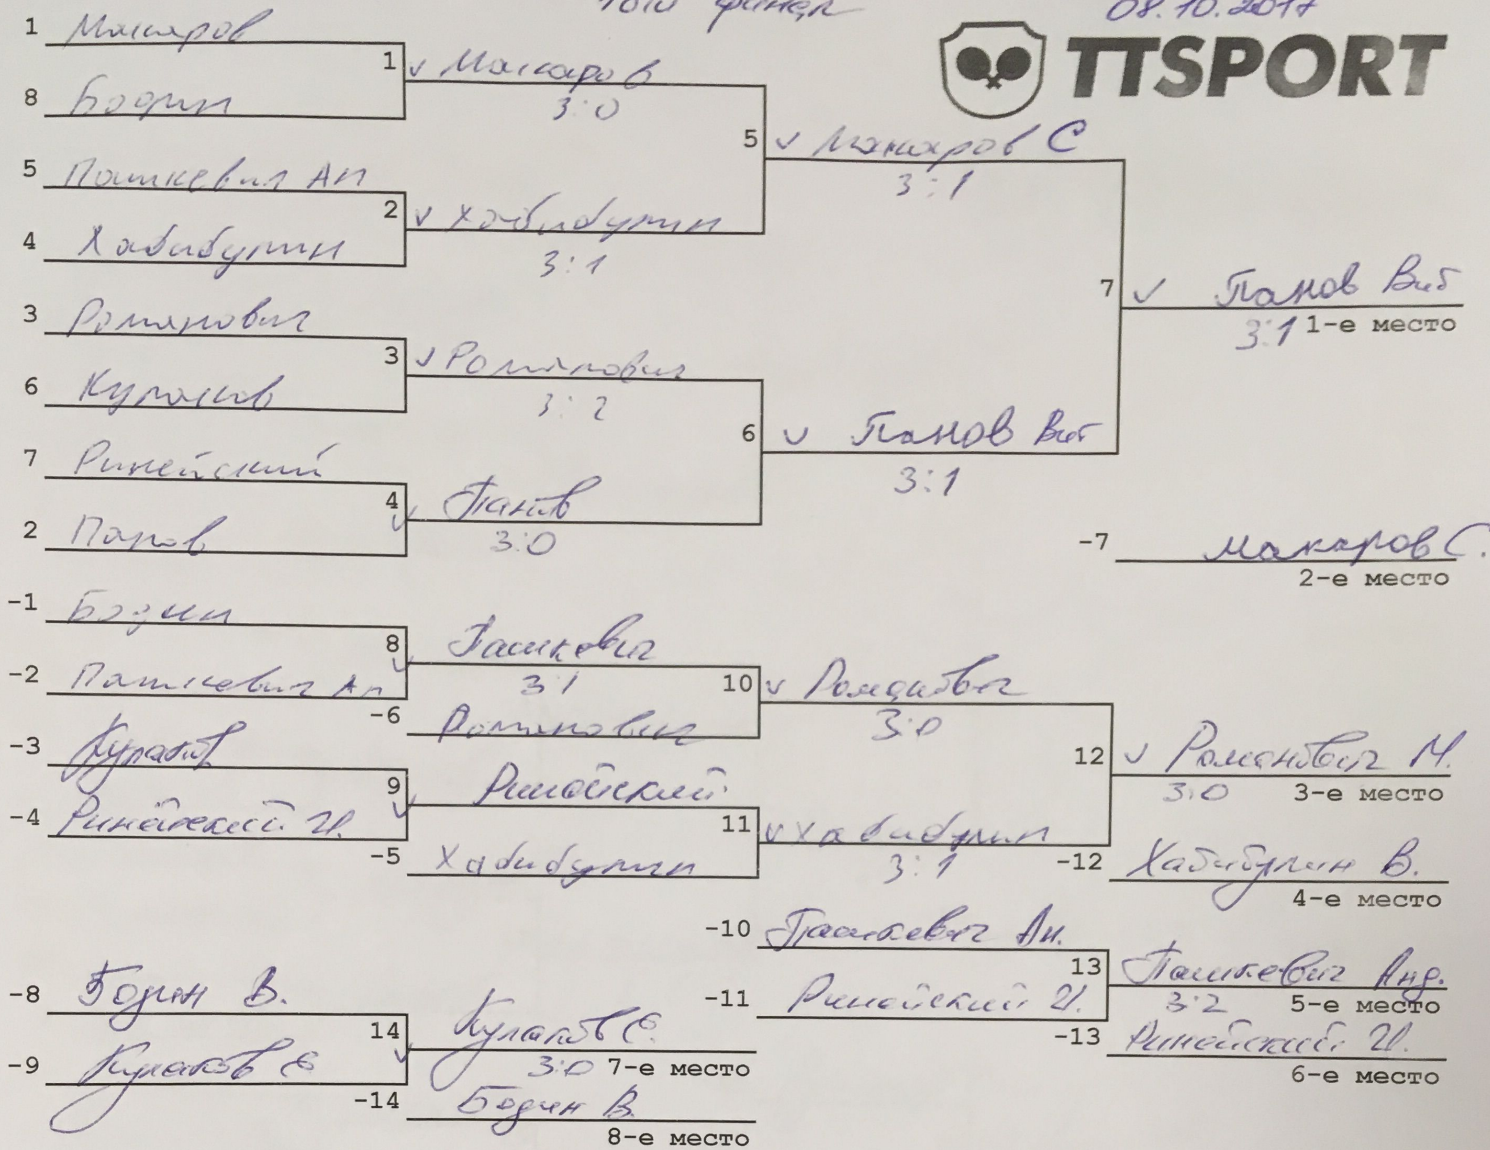 финал 08.10.2017
TTSPORT
1 Макаров
1 Макаров
3:0
8 Бодин
5 Макаров С
3:1
5 Пашкевич Ан
2 Хабибулин
3:1
4 Хабибулин
7 Панов Вит
3:1 1-е место
3 Романович
3 Романович
3:2
6 Кулаков
6 Панов Вит
3:1
7 Ринейский
4 Панов
3:0
2 Панов
-7 Макаров С.
2-е место
-1 Бодин
8 Пашкевич
3:1
-2 Пашкевич Ан
10 Романович
3:0
-6 Романович
-3 Кулаков
12 Романович М.
3:0 3-е место
9 Ринейский
-4 Ринейский И.
11 Хабибулин
3:1
-5 Хабибулин
-12 Хабибулин В.
4-е место
-10 Пашкевич Ан.
13 Пашкевич Анд.
3:2 5-е место
-11 Ринейский И.
-13 Ринейский И.
6-е место
-8 Бодин В.
14 Кулаков Е.
3:0 7-е место
-9 Кулаков Е
-14 Бодин В.
8-е место